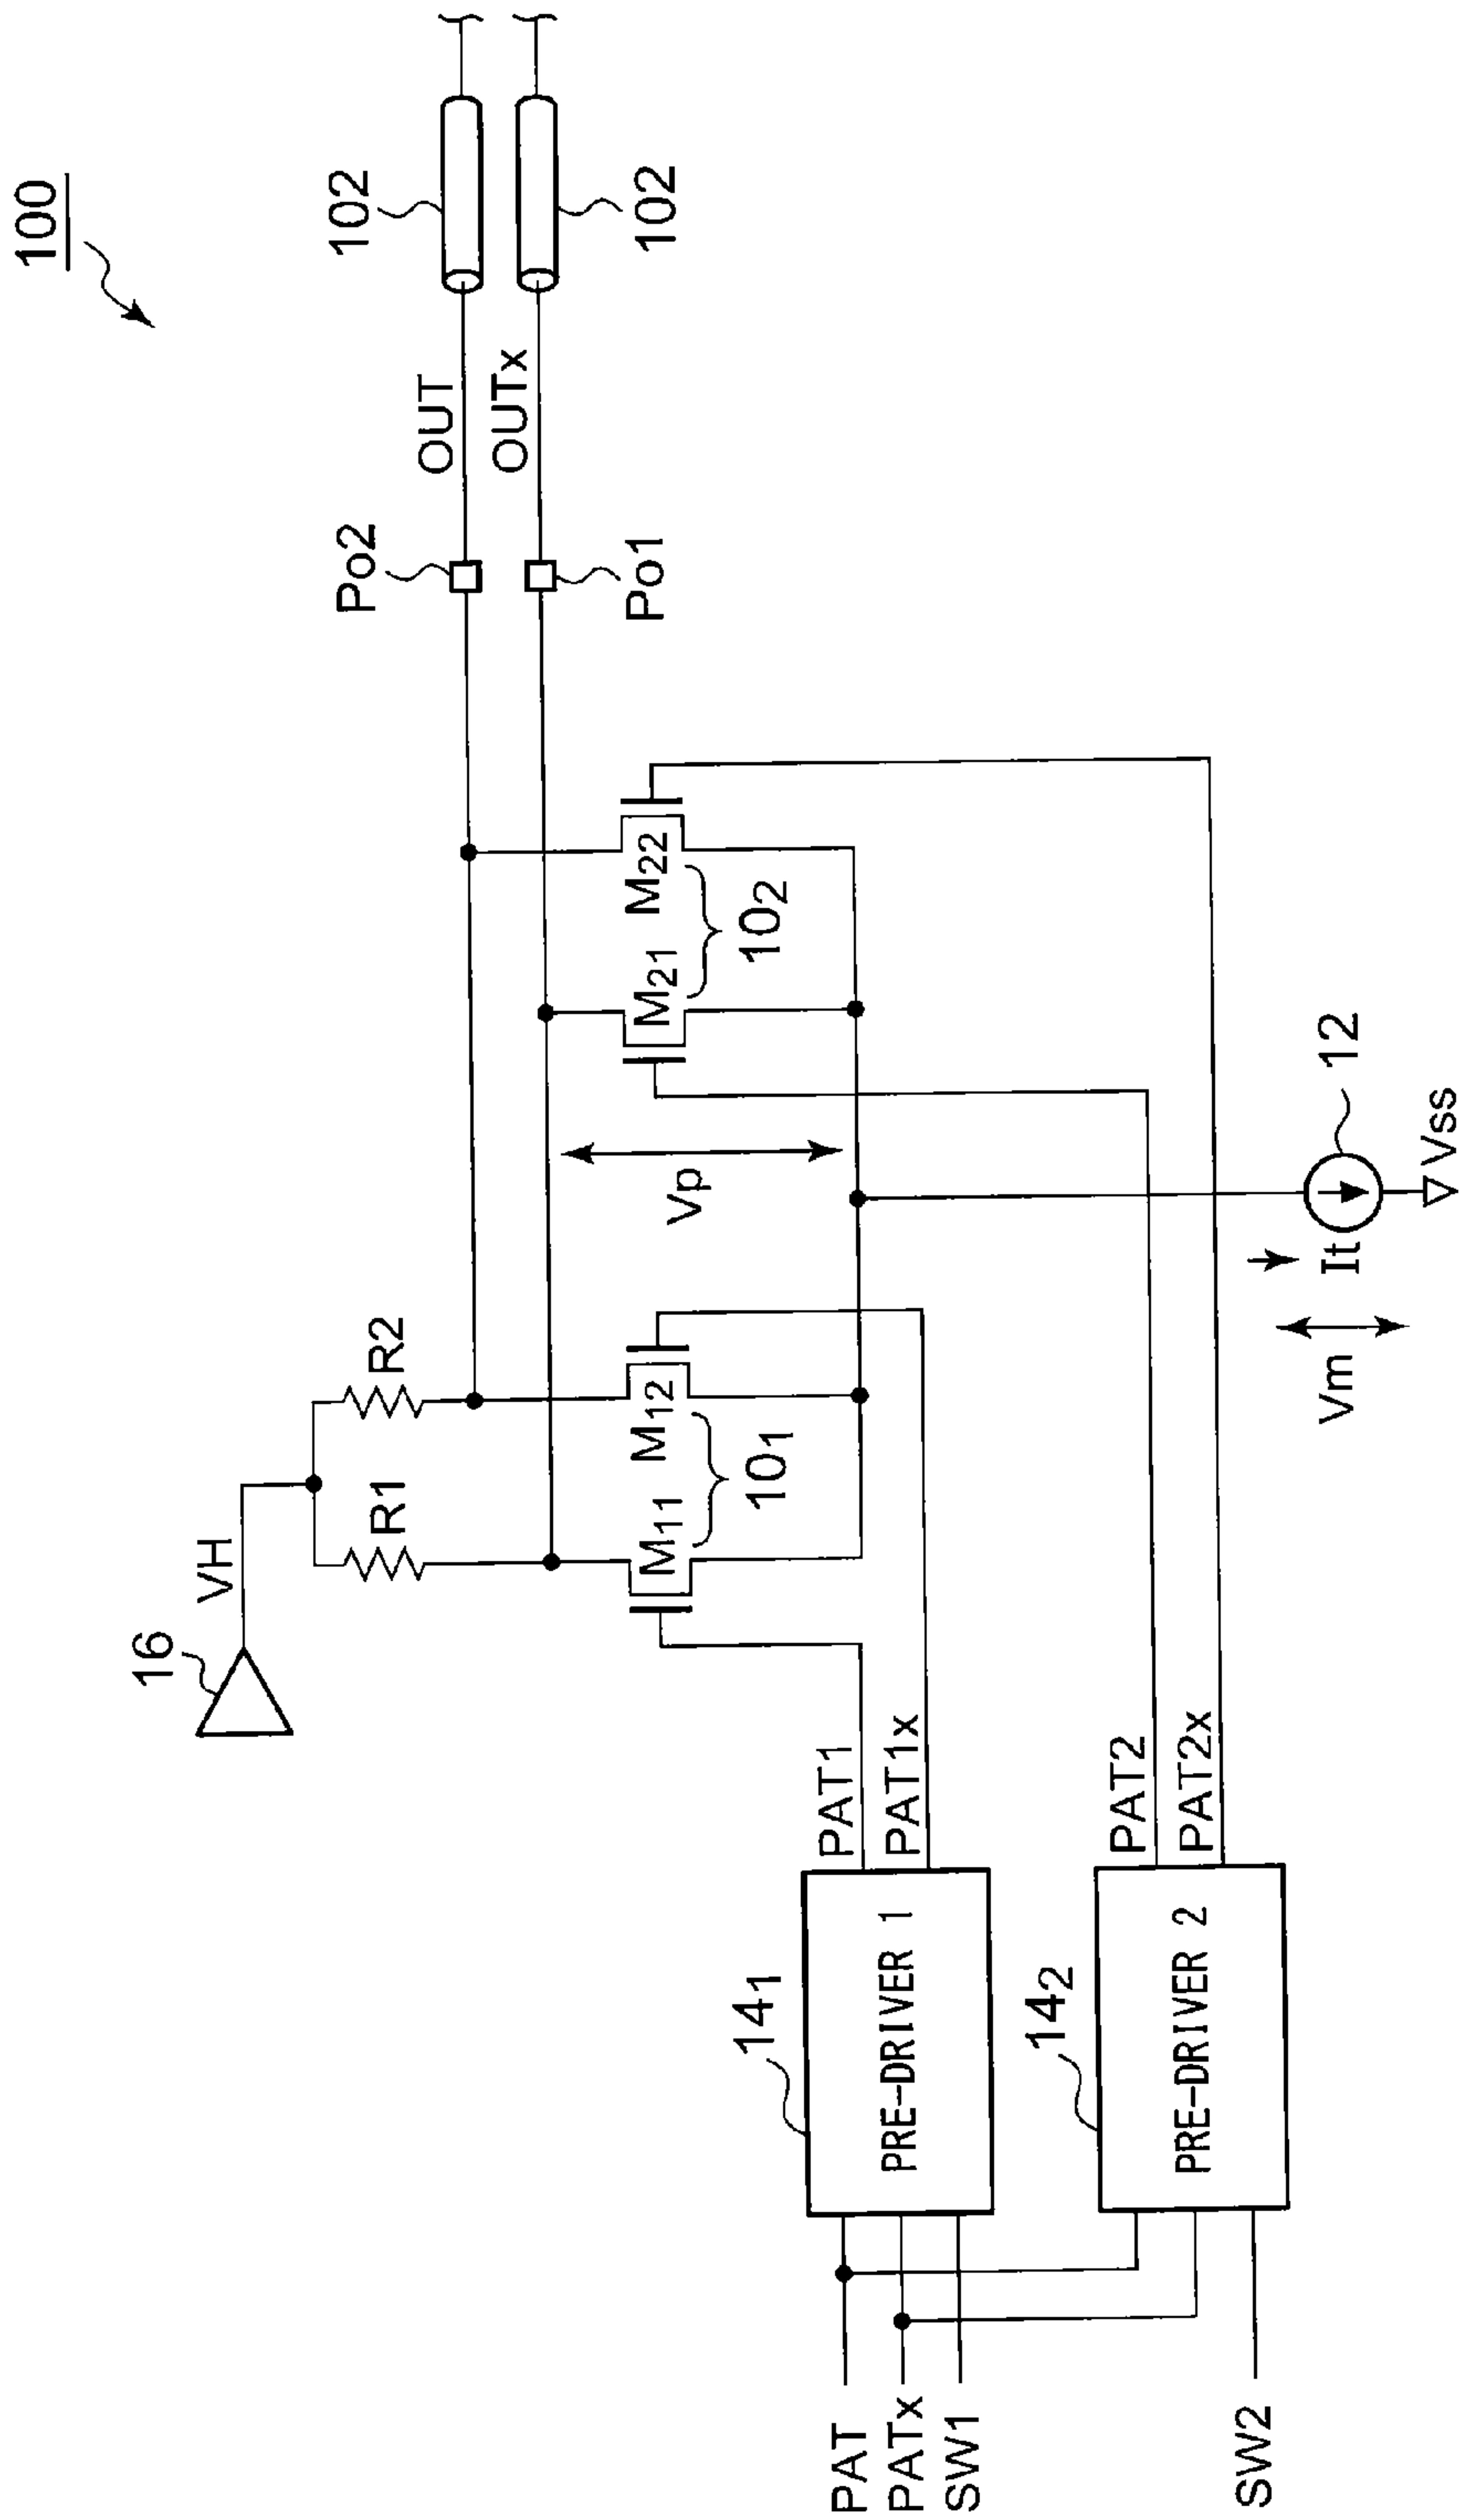 100
16
VH
R1
R2
Po2
OUT
102
OUTx
Po1
102
M11
M12
101
Vp
M21
M22
102
PAT1
PAT1x
141
PRE-DRIVER 1
PAT
PATx
SW1
142
PRE-DRIVER 2
PAT2
PAT2x
SW2
Vm
It
12
Vss